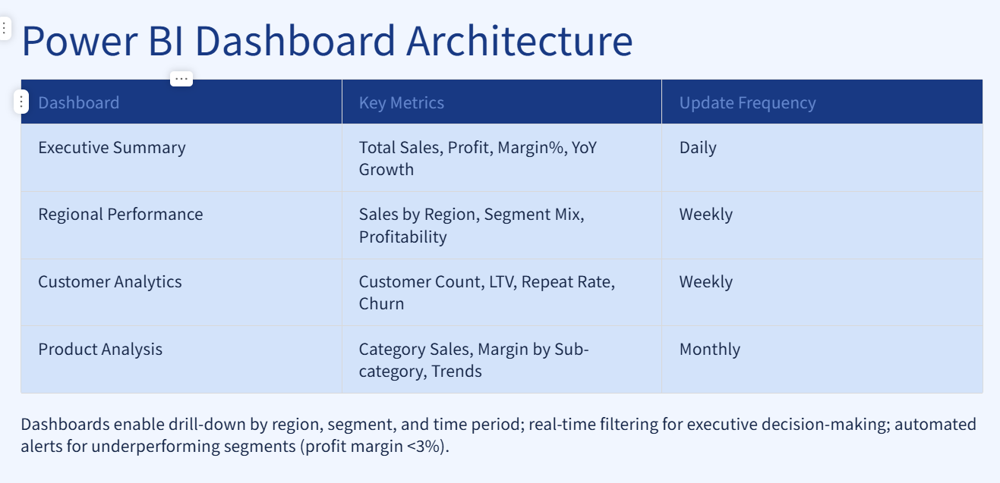 Power BI Dashboard Architecture
Dashboard Key Metrics Update Frequency
Executive Summary Total Sales, Profit, Margin%, YoY Daily
Growth
Regional Performance Sales by Region, Segment Mix, Weekly
Profitability
Customer Analytics Customer Count, LTV, Repeat Rate, Weekly
Churn
Product Analysis Category Sales, Margin by Sub- Monthly
category, Trends
Dashboards enable drill-down by region, segment, and time period; real-time filtering for executive decision-making; automated
alerts for underperforming segments (profit margin <3%).